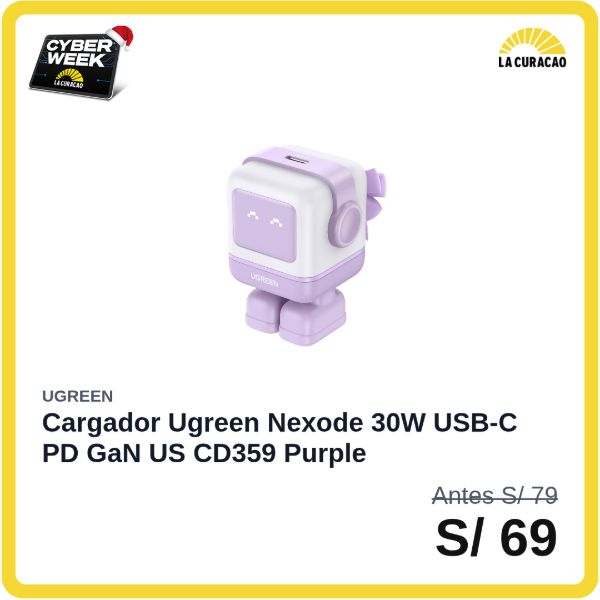 CYBER
WEEK
LA CURACAO
LA CURACAO
UGREEN
UGREEN
Cargador Ugreen Nexode 30W USB-C
PD GaN US CD359 Purple
Antes S/ 79
S/ 69